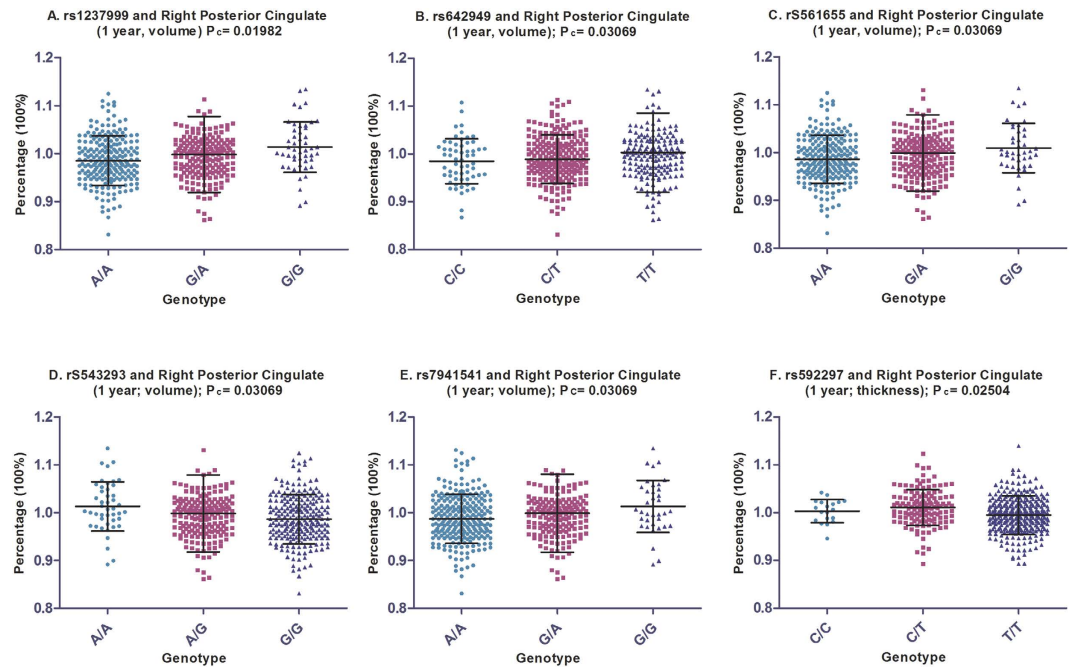 A. rs1237999 and Right Posterior Cingulate
(1 year, volume) Pc= 0.01982
Percentage (100%)
1.2
1.1
1.0
0.9
0.8
A/A
G/A
G/G
Genotype
B. rs642949 and Right Posterior Cingulate
(1 year, volume); Pc= 0.03069
Percentage (100%)
1.2
1.1
1.0
0.9
0.8
C/C
C/T
T/T
Genotype
C. rS561655 and Right Posterior Cingulate
(1 year, volume); Pc= 0.03069
Percentage (100%)
1.2
1.1
1.0
0.9
0.8
A/A
G/A
G/G
Genotype
D. rS543293 and Right Posterior Cingulate
(1 year; volume); Pc= 0.03069
Percentage (100%)
1.2
1.1
1.0
0.9
0.8
A/A
A/G
G/G
Genotype
E. rs7941541 and Right Posterior Cingulate
(1 year; volume); Pc= 0.03069
Percentage (100%)
1.2
1.1
1.0
0.9
0.8
A/A
G/A
G/G
Genotype
F. rs592297 and Right Posterior Cingulate
(1 year; thickness); Pc= 0.02504
Percentage (100%)
1.2
1.1
1.0
0.9
0.8
C/C
C/T
T/T
Genotype